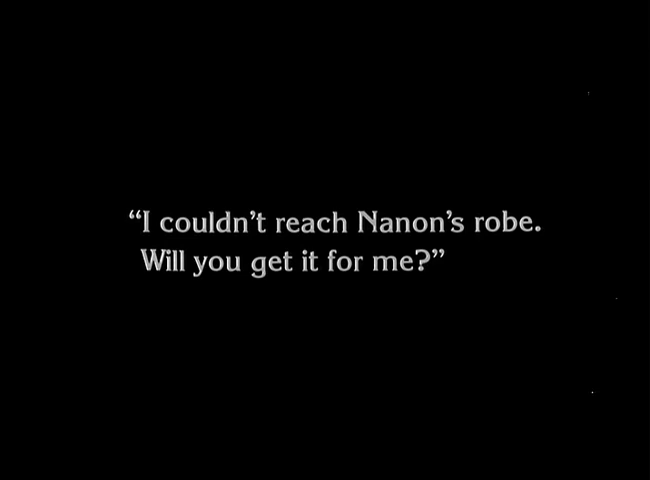 “I couldn’t reach Nanon’s robe.
Will you get it for me?”